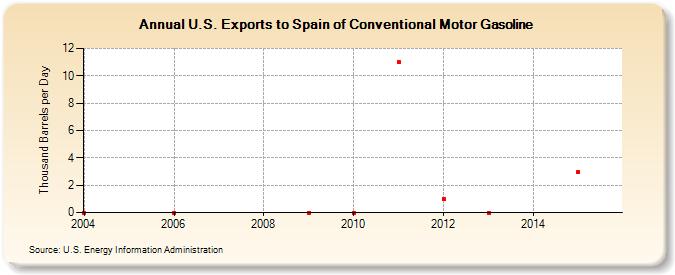 Annual U.S. Exports to Spain of Conventional Motor Gasoline
Thousand Barrels per Day
12
10
8
6
4
2
0
2004 2006 2008 2010 2012 2014
Source: U.S. Energy Information Administration